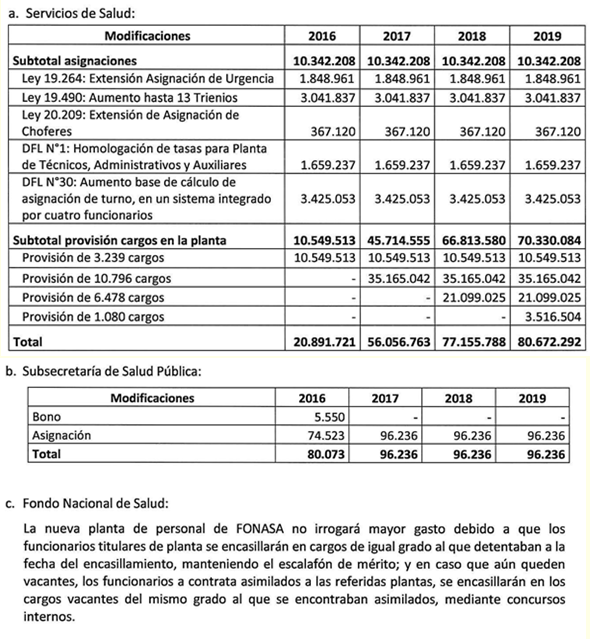 a. Servicios de Salud:
Modificaciones 2016 2017 2018 2019
Subtotal asignaciones 10.342.208 10.342.208 10.342.208 10.342.208
Ley 19.264: Extensión Asignación de Urgencia 1.848.961 1.848.961 1.848.961 1.848.961
Ley 19.490: Aumento hasta 13 Trienios 3.041.837 3.041.837 3.041.837 3.041.837
Ley 20.209: Extensión de Asignación de
Choferes 367.120 367.120 367.120 367.120
DFL N°1: Homologación de tasas para Planta
de Técnicos, Administrativos y Auxiliares 1.659.237 1.659.237 1.659.237 1.659.237
DFL N°30: Aumento base de cálculo de
asignación de turno, en un sistema integrado 3.425.053 3.425.053 3.425.053 3.425.053
por cuatro funcionarios
Subtotal provisión cargos en la planta 10.549.513 45.714.555 66.813.580 70.330.084
Provisión de 3.239 cargos 10.549.513 10.549.513 10.549.513 10.549.513
Provisión de 10.796 cargos - 35.165.042 35.165.042 35.165.042
Provisión de 6.478 cargos - - 21.099.025 21.099.025
Provisión de 1.080 cargos - - - 3.516.504
Total 20.891.721 56.056.763 77.155.788 80.672.292
b. Subsecretaría de Salud Pública:
Modificaciones 2016 2017 2018 2019
Bono 5.550 - - -
Asignación 74.523 96.236 96.236 96.236
Total 80.073 96.236 96.236 96.236
c. Fondo Nacional de Salud:
La nueva planta de personal de FONASA no irrogará mayor gasto debido a que los
funcionarios titulares de planta se encasillarán en cargos de igual grado al que detentaban a la
fecha del encasillamiento, manteniendo el escalafón de mérito; y en caso que aún queden
vacantes, los funcionarios a contrata asimilados a las referidas plantas, se encasillarán en los
cargos vacantes del mismo grado al que se encontraban asimilados, mediante concursos
internos.